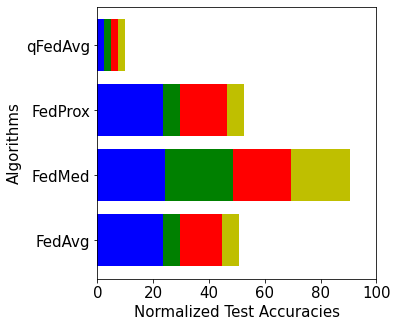 qFedAvg
FedProx
FedMed
FedAvg
Algorithms
0 20 40 60 80 100
Normalized Test Accuracies